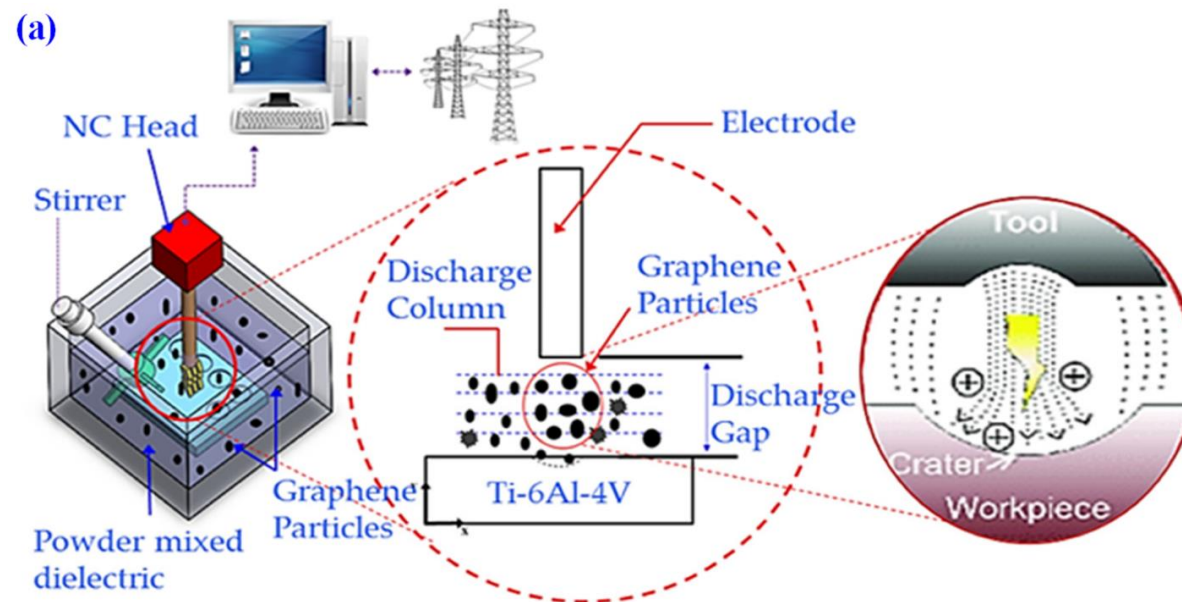 (a)
NC Head
Stirrer
Electrode
Discharge
Column
Graphene
Particles
Discharge
Gap
Ti-6Al-4V
x
Graphene
Particles
Powder mixed
dielectric
Tool
Crater
Workpiece